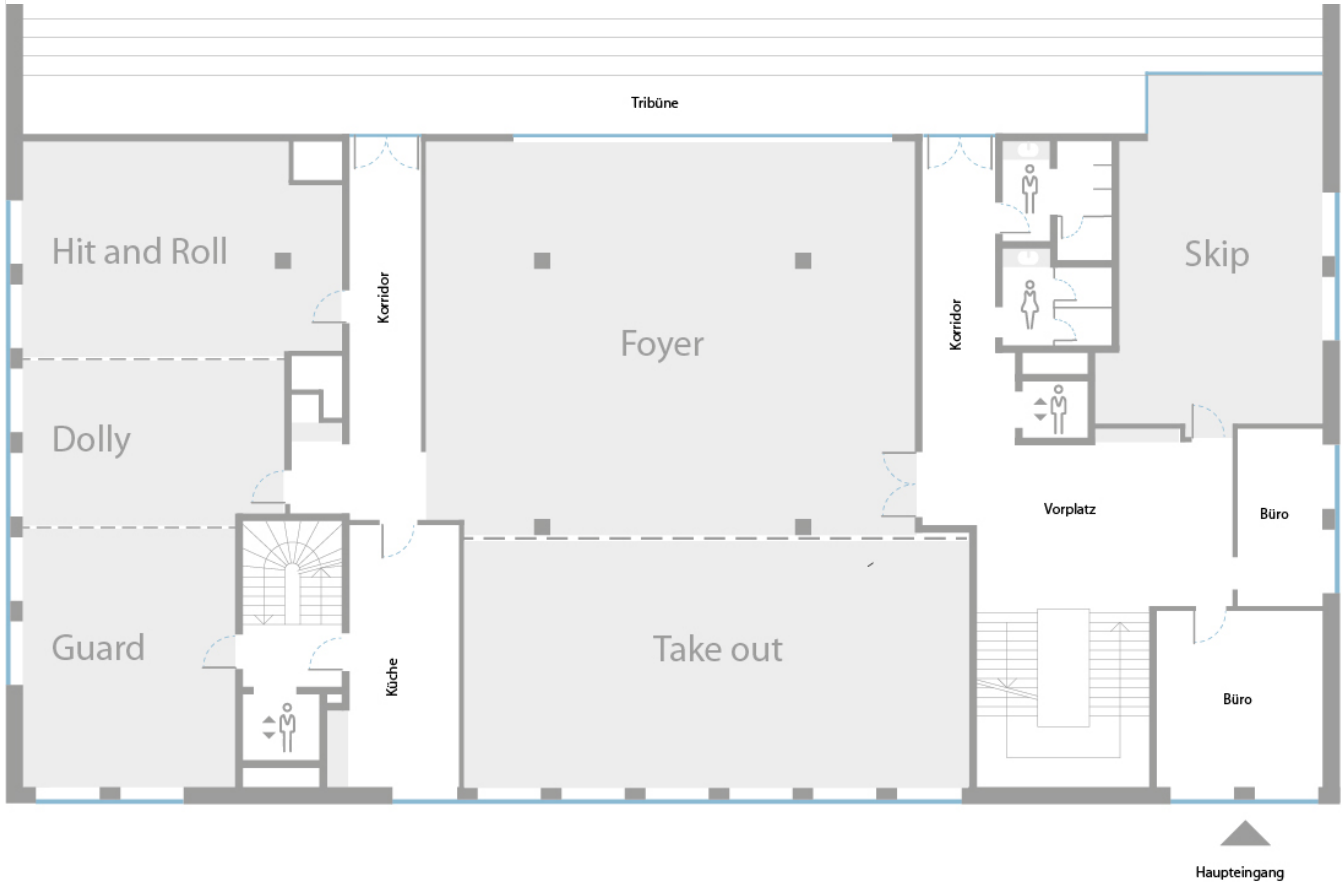 Tribüne
Hit and Roll
Korridor
Foyer
Korridor
Skip
Dolly
Vorplatz
Büro
Guard
Küche
Take out
Büro
Haupteingang